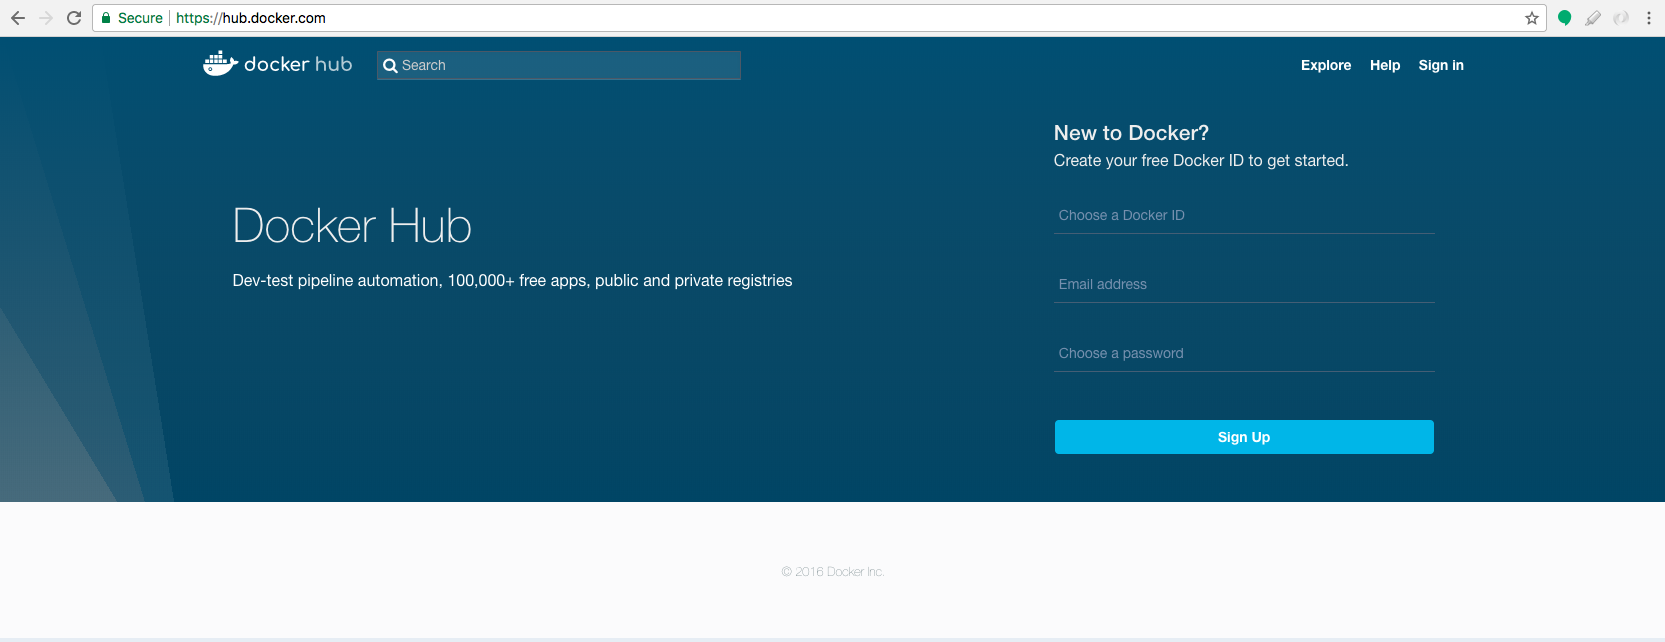 Secure
https://hub.docker.com
docker hub
Search
Explore
Help
Sign in
New to Docker?
Create your free Docker ID to get started.
Choose a Docker ID
Docker Hub
Dev-test pipeline automation, 100,000+ free apps, public and private registries
Email address
Choose a password
Sign Up
© 2016 Docker Inc.